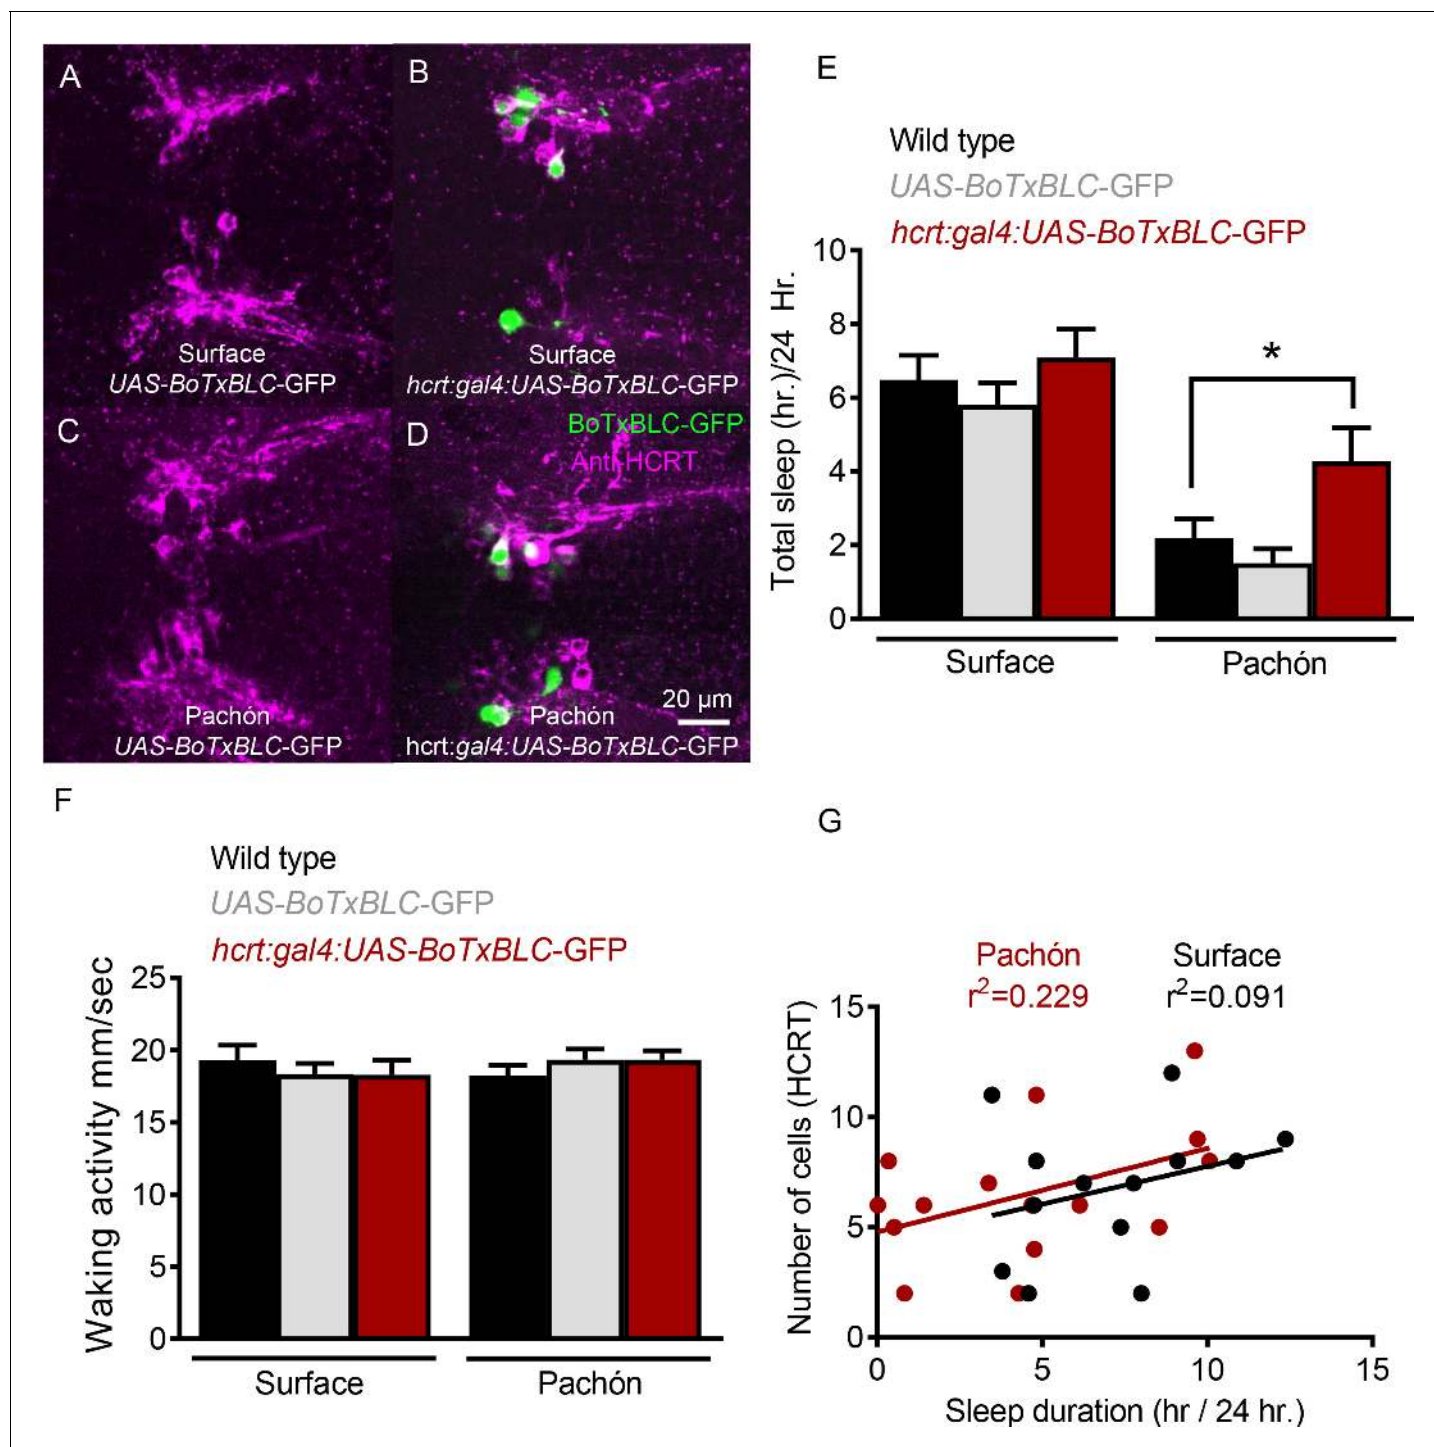 A
Surface
UAS-BoTxBLC-GFP
B
Surface
hcrt:gal4:UAS-BoTxBLC-GFP
C
Pachón
UAS-BoTxBLC-GFP
D
BoTxBLC-GFP
Anti-HCRT
20 µm
Pachón
hcrt:gal4:UAS-BoTxBLC-GFP
E
Wild type
UAS-BoTxBLC-GFP
hcrt:gal4:UAS-BoTxBLC-GFP
Total sleep (hr.)/24 Hr.
10
8
6
4
2
0
*
Surface
Pachón
F
Wild type
UAS-BoTxBLC-GFP
hcrt:gal4:UAS-BoTxBLC-GFP
Waking activity mm/sec
25
20
15
10
5
0
Surface
Pachón
G
Pachón
r²=0.229
Surface
r²=0.091
Number of cells (HCRT)
15
10
5
0
0 5 10 15
Sleep duration (hr / 24 hr.)